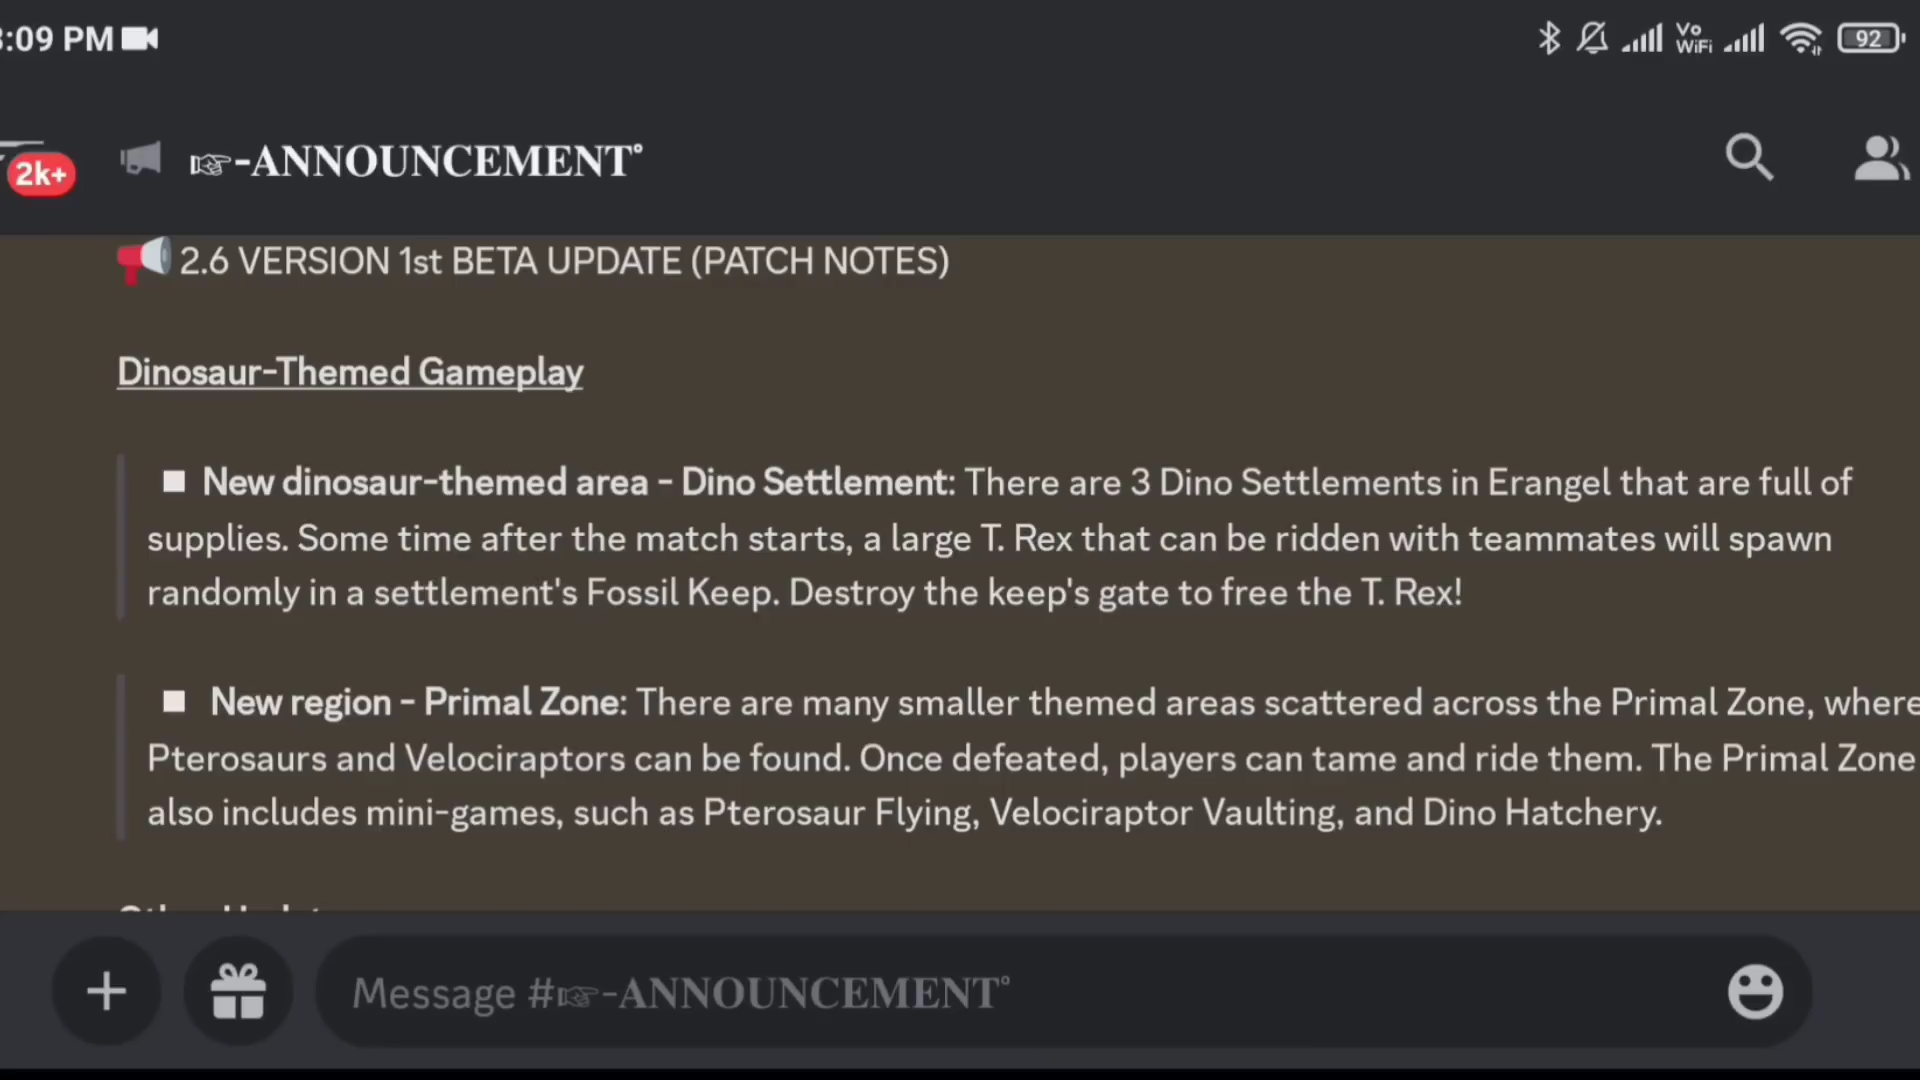 :09 PM
Vo
WiFi
92
2k+
☞-ANNOUNCEMENT°
2.6 VERSION 1st BETA UPDATE (PATCH NOTES)
Dinosaur-Themed Gameplay
New dinosaur-themed area - Dino Settlement: There are 3 Dino Settlements in Erangel that are full of
supplies. Some time after the match starts, a large T. Rex that can be ridden with teammates will spawn
randomly in a settlement's Fossil Keep. Destroy the keep's gate to free the T. Rex!
New region - Primal Zone: There are many smaller themed areas scattered across the Primal Zone, where
Pterosaurs and Velociraptors can be found. Once defeated, players can tame and ride them. The Primal Zone
also includes mini-games, such as Pterosaur Flying, Velociraptor Vaulting, and Dino Hatchery.
Message #☞-ANNOUNCEMENT°